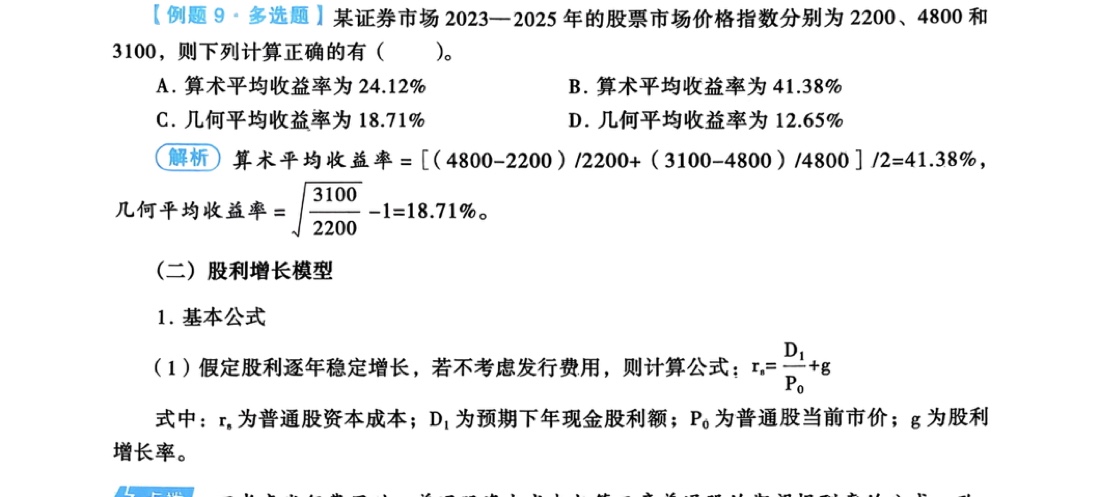 【例题 9·多选题】某证券市场 2023—2025 年的股票市场价格指数分别为 2200、4800 和
3100，则下列计算正确的有（　　）。
A. 算术平均收益率为 24.12%
B. 算术平均收益率为 41.38%
C. 几何平均收益率为 18.71%
D. 几何平均收益率为 12.65%
解析 算术平均收益率 = [(4800-2200)/2200+(3100-4800)/4800]/2=41.38%，
几何平均收益率 = √(3100/2200) -1=18.71%。
（二）股利增长模型
1. 基本公式
（1）假定股利逐年稳定增长，若不考虑发行费用，则计算公式：rₛ= D₁/P₀ +g
式中：rₛ 为普通股资本成本；D₁ 为预期下年现金股利额；P₀ 为普通股当前市价；g 为股利
增长率。